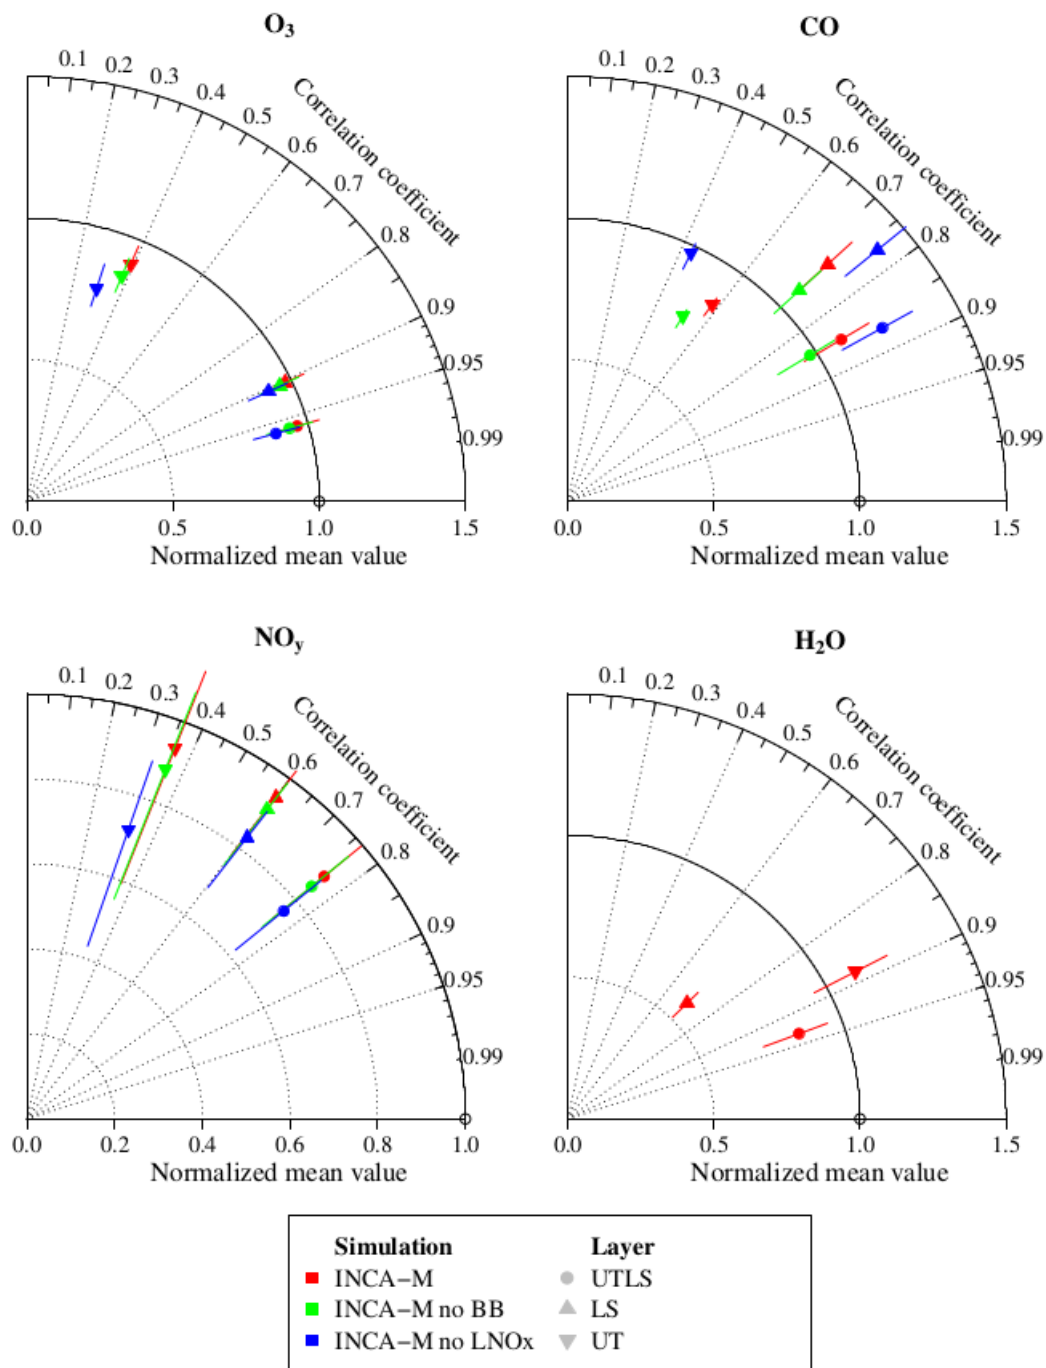 O3
0.1 0.2 0.3 0.4 0.5 0.6 0.7 0.8 0.9 0.95 0.99
Correlation coefficient
0.0 0.5 1.0 1.5
Normalized mean value
CO
0.1 0.2 0.3 0.4 0.5 0.6 0.7 0.8 0.9 0.95 0.99
Correlation coefficient
0.0 0.5 1.0 1.5
Normalized mean value
NOy
0.1 0.2 0.3 0.4 0.5 0.6 0.7 0.8 0.9 0.95 0.99
Correlation coefficient
0.0 0.2 0.4 0.6 0.8 1.0
Normalized mean value
H2O
0.1 0.2 0.3 0.4 0.5 0.6 0.7 0.8 0.9 0.95 0.99
Correlation coefficient
0.0 0.5 1.0 1.5
Normalized mean value
Simulation Layer
INCA−M UTLS
INCA−M no BB LS
INCA−M no LNOx UT